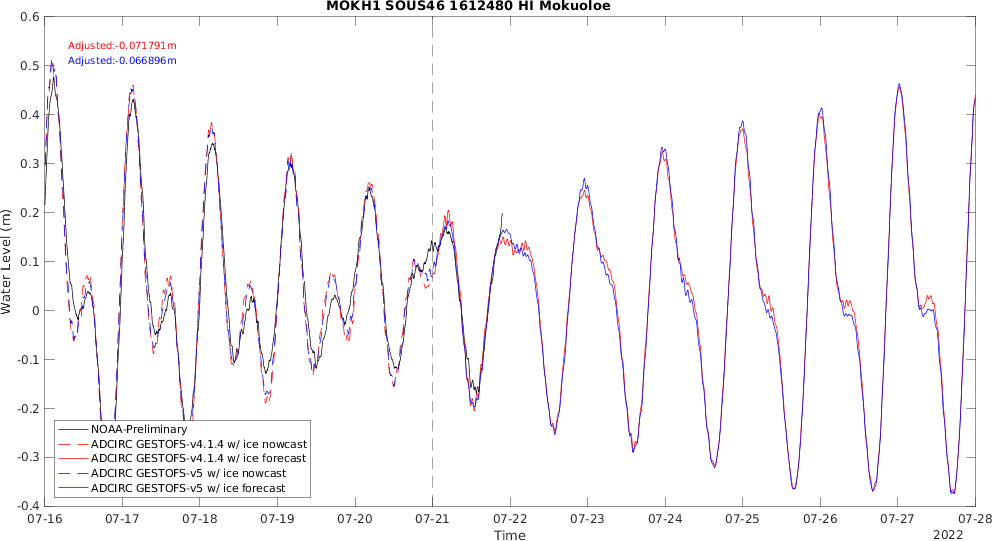 MOKH1 SOUS46 1612480 HI Mokuoloe
Adjusted:-0.071791m
Adjusted:-0.066896m
Water Level (m)
0.6
0.5
0.4
0.3
0.2
0.1
0
-0.1
-0.2
-0.3
-0.4
NOAA-Preliminary
ADCIRC GESTOFS-v4.1.4 w/ ice nowcast
ADCIRC GESTOFS-v4.1.4 w/ ice forecast
ADCIRC GESTOFS-v5 w/ ice nowcast
ADCIRC GESTOFS-v5 w/ ice forecast
07-16 07-17 07-18 07-19 07-20 07-21 07-22 07-23 07-24 07-25 07-26 07-27 07-28
Time
2022